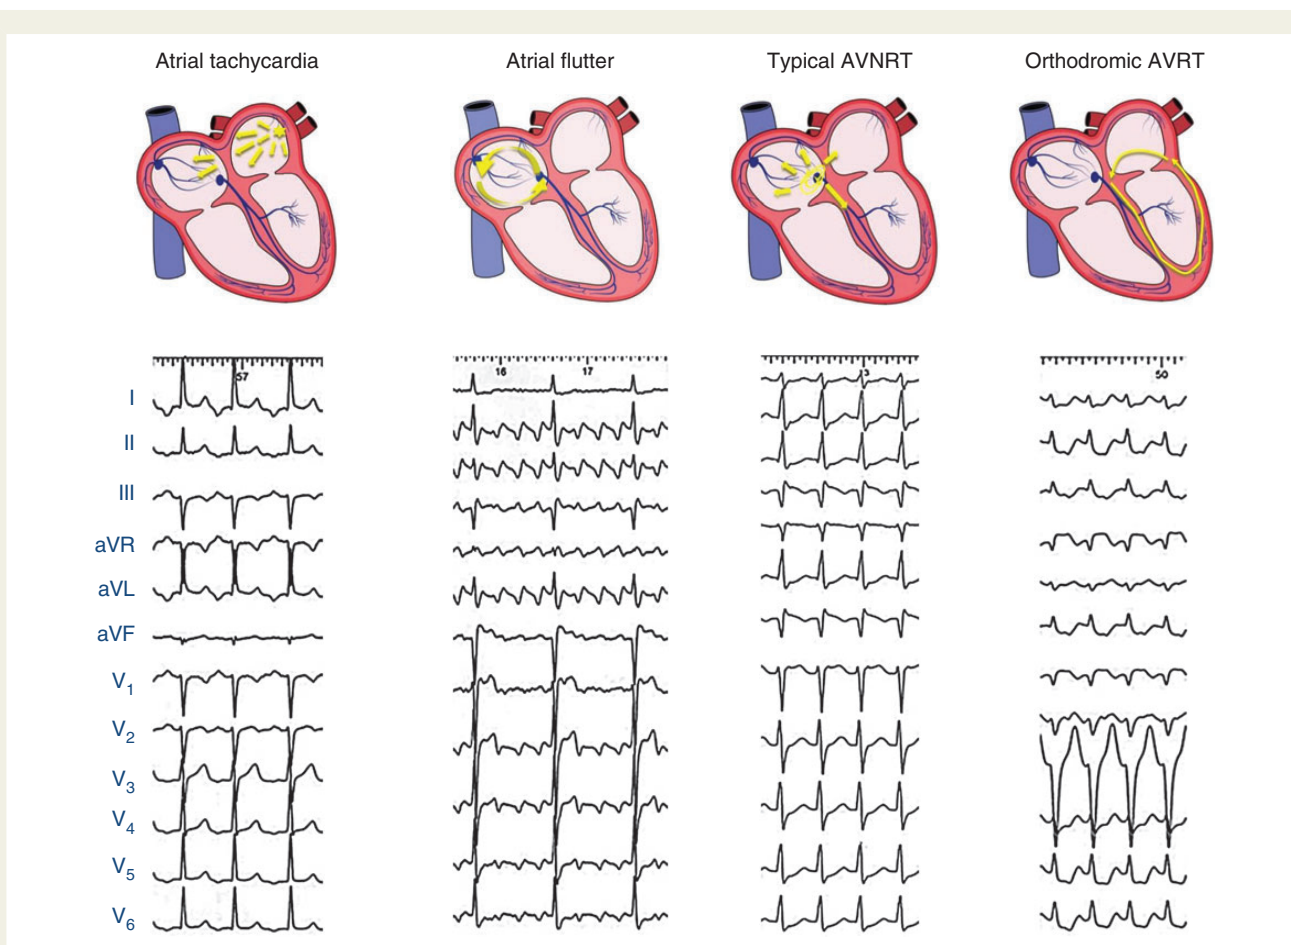 Atrial tachycardia
Atrial flutter
Typical AVNRT
Orthodromic AVRT
57
16 17
3
50
I
II
III
aVR
aVL
aVF
V1
V2
V3
V4
V5
V6